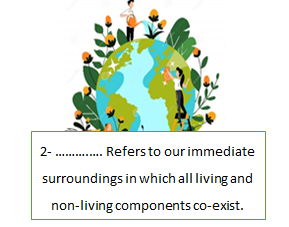 2- .............. Refers to our immediate
surroundings in which all living and
non-living components co-exist.